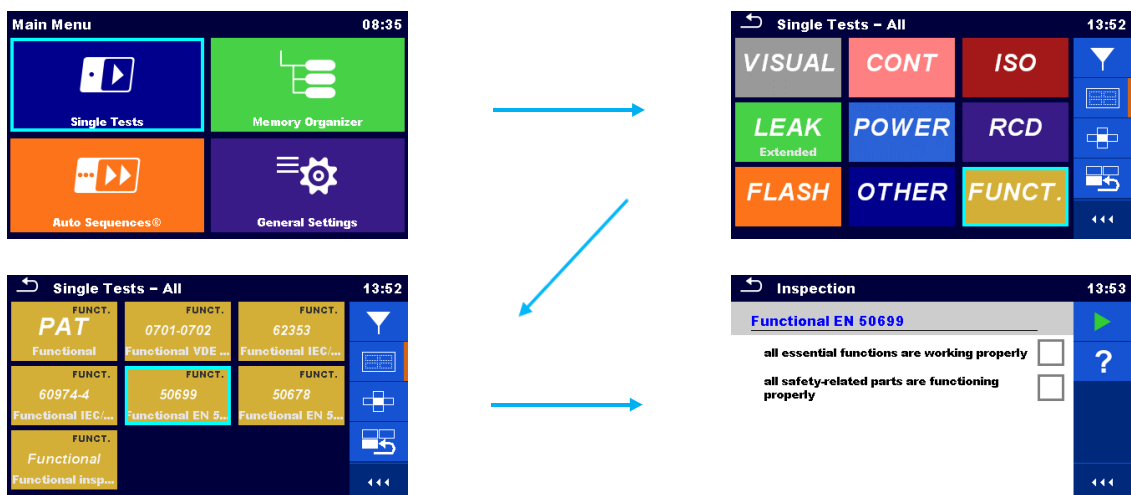 Main Menu 08:35
Single Tests
Memory Organizer
Auto Sequences®
General Settings
Single Tests – All 13:52
VISUAL CONT ISO
LEAK POWER RCD
Extended
FLASH OTHER FUNCT.
Single Tests – All 13:52
FUNCT. FUNCT. FUNCT.
PAT 0701-0702 62353
Functional Functional VDE ... Functional IEC/...
FUNCT. FUNCT. FUNCT.
60974-4 50699 50678
Functional IEC/... Functional EN 5... Functional EN 5...
FUNCT.
Functional
Functional insp...
Inspection 13:53
Functional EN 50699
all essential functions are working properly
all safety-related parts are functioning
properly
?